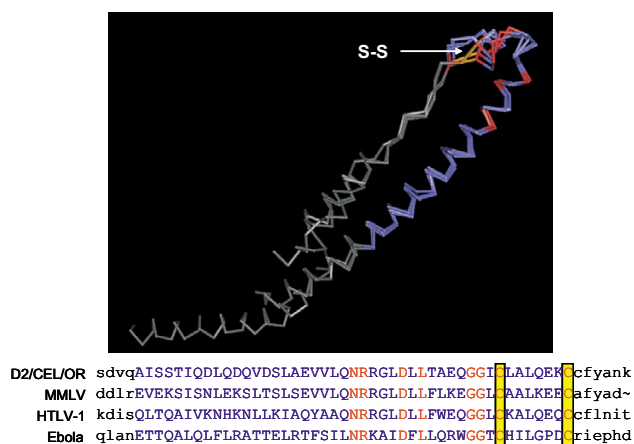 S-S
D2/CEL/OR sdvqAISSTIQDLQDQVDSLAEVVLQNRRGLDLLTAEQGGICLALQEKCcfyank
MMLV ddlrEVEKSISNLEKSLTSLSEVVLQNRRGLDLLFLKEGGLCAALKEECafyad~
HTLV-1 kdisQLTQAIVKNHKNLLKIAQYAAQNRRGLDLLFWEQGGLCKALQEQCcflnit
Ebola qlanETTQALQLFLRATTELRTFSILNRKAIDFLLQRWGGTCHILGPDCriephd